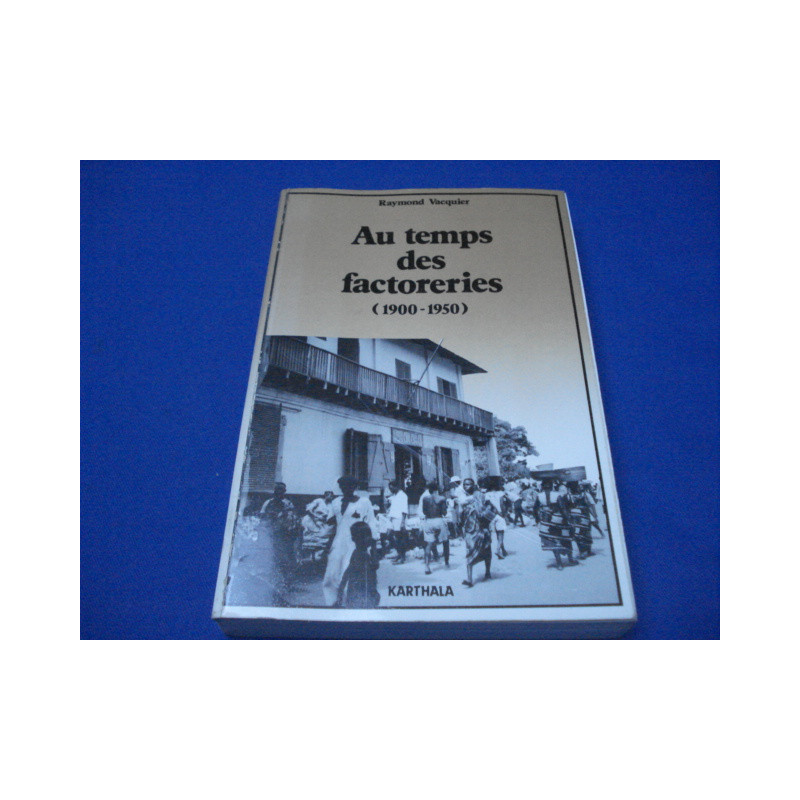 Raymond Vacquier
Au temps
des
factoreries
(1900-1950)
KARTHALA